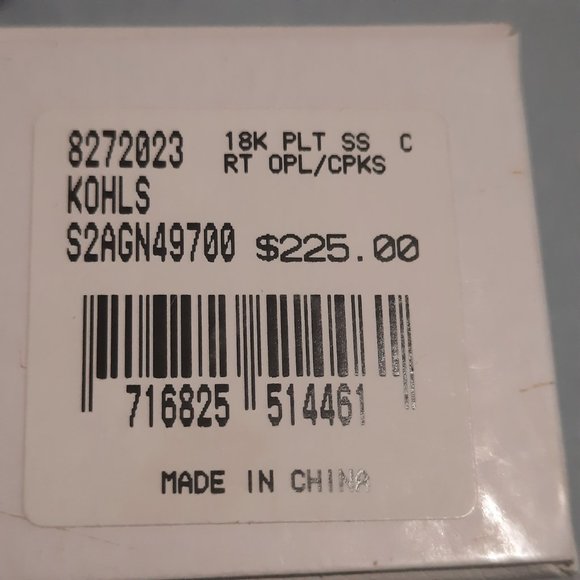 8272023 18K PLT SS C
RT OPL/CPKS
KOHLS
S2AGN49700 $225.00
716825 514461
MADE IN CHINA